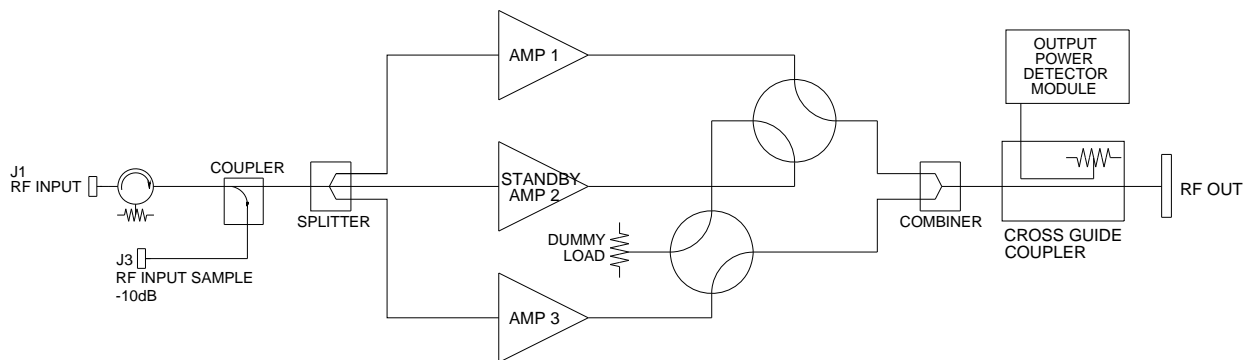 AMP 1
OUTPUT
POWER
DETECTOR
MODULE
J1
RF INPUT
COUPLER
SPLITTER
STANDBY
AMP 2
COMBINER
RF OUT
CROSS GUIDE
COUPLER
DUMMY
LOAD
J3
RF INPUT SAMPLE
-10dB
AMP 3